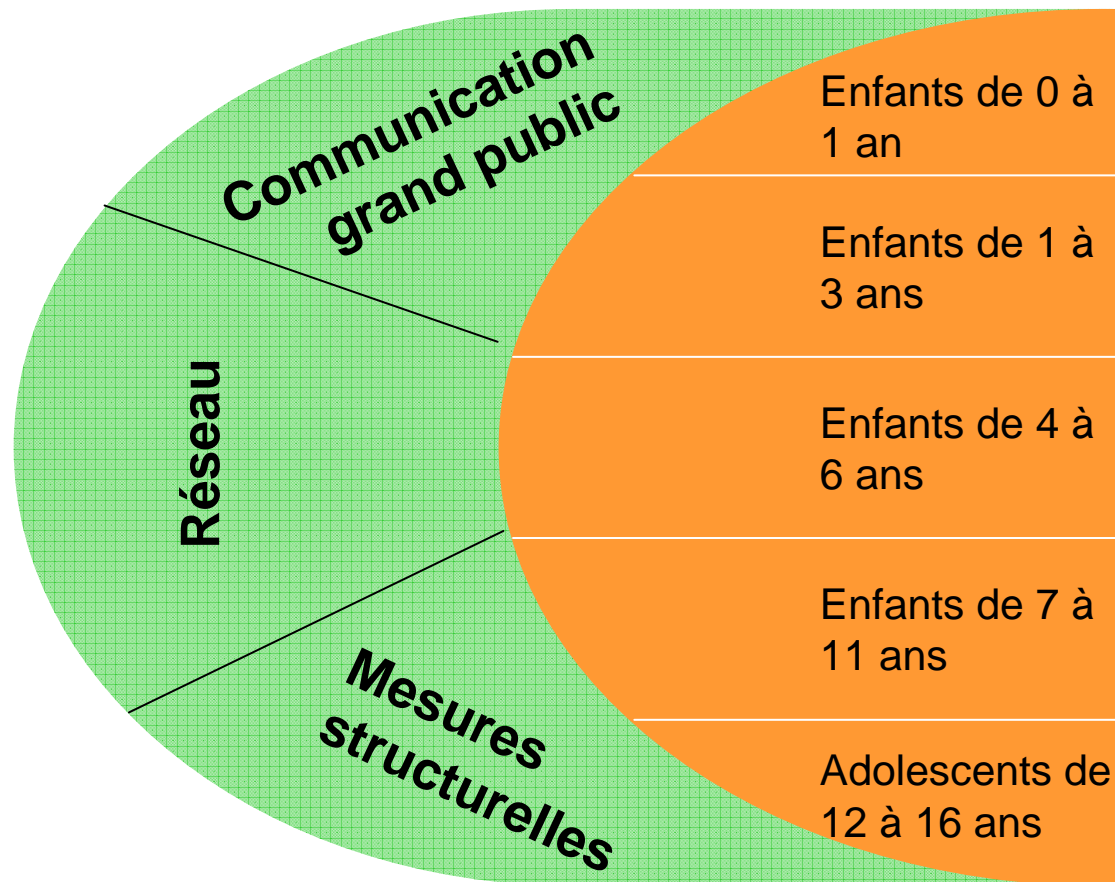 Communication
grand public
Réseau
Mesures
structurelles
Enfants de 0 à
1 an
Enfants de 1 à
3 ans
Enfants de 4 à
6 ans
Enfants de 7 à
11 ans
Adolescents de
12 à 16 ans